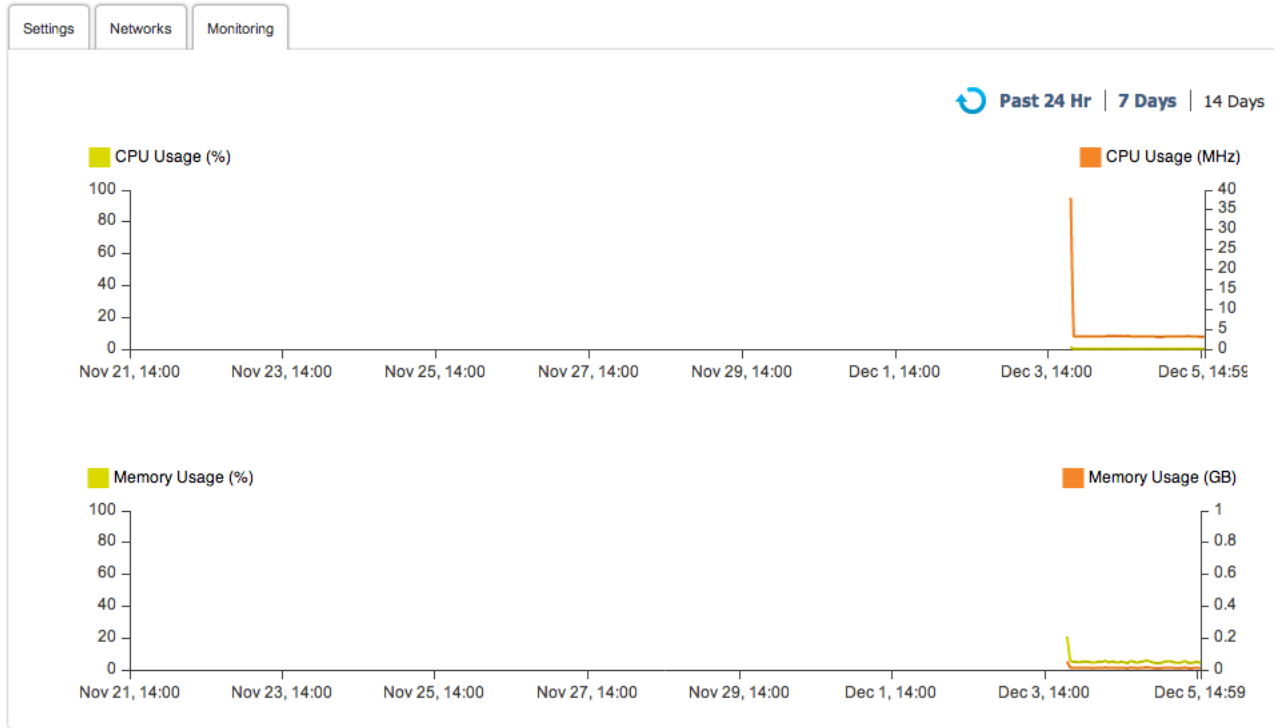 Settings Networks Monitoring
Past 24 Hr | 7 Days | 14 Days
CPU Usage (%) CPU Usage (MHz)
100 40
35
80 30
60 25
20
40 15
20 10
5
0 0
Nov 21, 14:00 Nov 23, 14:00 Nov 25, 14:00 Nov 27, 14:00 Nov 29, 14:00 Dec 1, 14:00 Dec 3, 14:00 Dec 5, 14:59
Memory Usage (%) Memory Usage (GB)
100 1
80 0.8
60 0.6
40 0.4
20 0.2
0 0
Nov 21, 14:00 Nov 23, 14:00 Nov 25, 14:00 Nov 27, 14:00 Nov 29, 14:00 Dec 1, 14:00 Dec 3, 14:00 Dec 5, 14:59